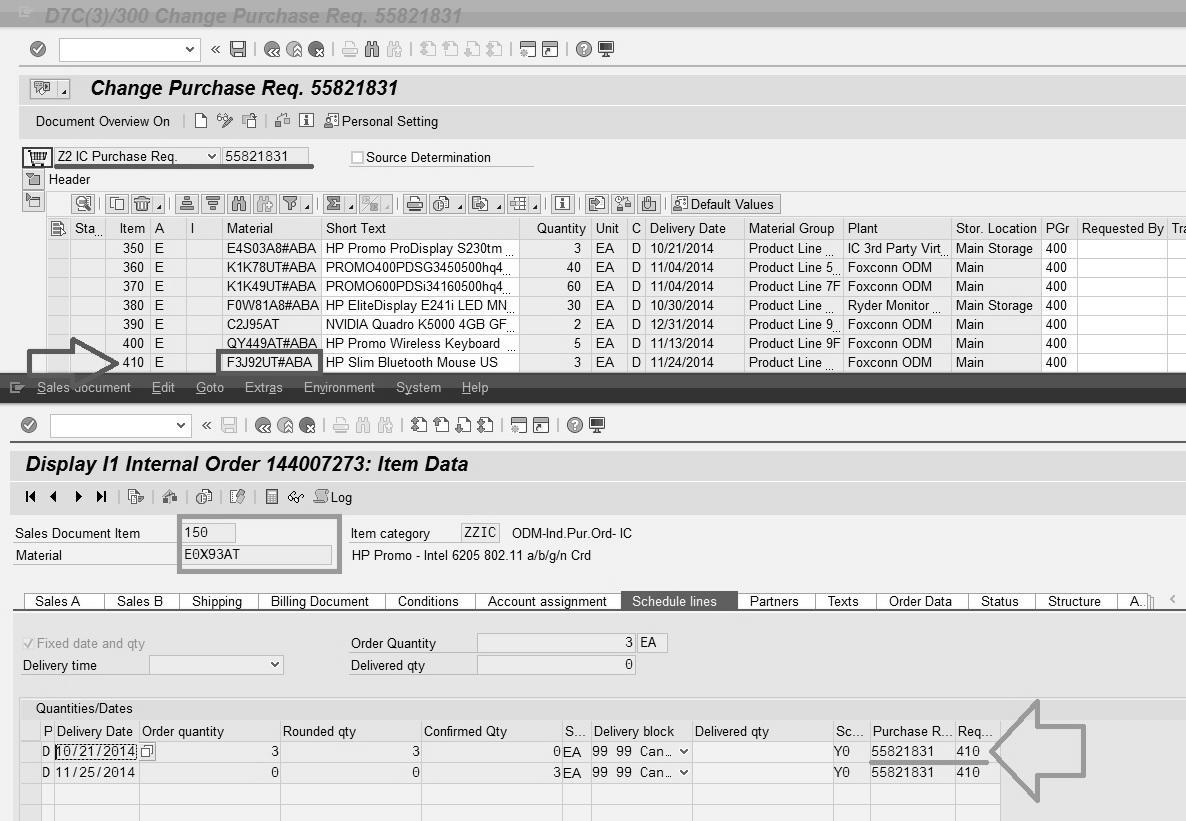 D7C(3)/300 Change Purchase Req. 55821831
Change Purchase Req. 55821831
Document Overview On Personal Setting
Z2 IC Purchase Req. 55821831 Source Determination
Header
Default Values
Sta... Item A I Material Short Text Quantity Unit C Delivery Date Material Group Plant Stor. Location PGr Requested By Tra
350 E E4S03A8#ABA HP Promo ProDisplay S230tm ... 3 EA D 10/21/2014 Product Line ... IC 3rd Party Virt... Main Storage 400
360 E K1K78UT#ABA PROMO400PDSG3450500hq4... 40 EA D 11/04/2014 Product Line 5... Foxconn ODM Main 400
370 E K1K49UT#ABA PROMO600PDSi34160500hq4... 60 EA D 11/04/2014 Product Line 7F Foxconn ODM Main 400
380 E F0W81A8#ABA HP EliteDisplay E241i LED MN... 30 EA D 10/30/2014 Product Line ... Ryder Monitor ... Main Storage 400
390 E C2J95AT NVIDIA Quadro K5000 4GB GF... 2 EA D 12/31/2014 Product Line 9... Foxconn ODM Main 400
400 E QY449AT#ABA HP Promo Wireless Keyboard ... 5 EA D 11/13/2014 Product Line 9F Foxconn ODM Main 400
410 E F3J92UT#ABA HP Slim Bluetooth Mouse US 3 EA D 11/24/2014 Product Line ... Foxconn ODM Main 400
Sales document Edit Goto Extras Environment System Help
Display I1 Internal Order 144007273: Item Data
Log
Sales Document Item 150 Item category ZZIC ODM-Ind.Pur.Ord- IC
Material E0X93AT HP Promo - Intel 6205 802.11 a/b/g/n Crd
Sales A Sales B Shipping Billing Document Conditions Account assignment Schedule lines Partners Texts Order Data Status Structure A..
Fixed date and qty Order Quantity 3 EA
Delivery time Delivered qty 0
Quantities/Dates
P Delivery Date Order quantity Rounded qty Confirmed Qty S... Delivery block Delivered qty Sc... Purchase R... Req...
D 10/21/2014 3 3 0 EA 99 99 Can... Y0 55821831 410
D 11/25/2014 0 0 3 EA 99 99 Can... Y0 55821831 410